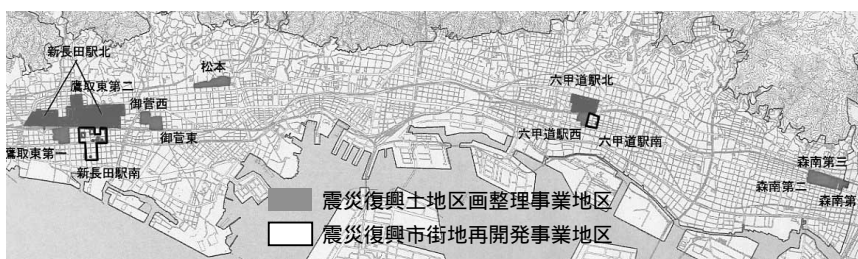 新長田駅北
鷹取東第二
松本
御菅西
御菅東
鷹取東第一
新長田駅南
六甲道駅北
六甲道駅西
六甲道駅南
森南第三
森南第二
森南第
震災復興土地区画整理事業地区
震災復興市街地再開発事業地区